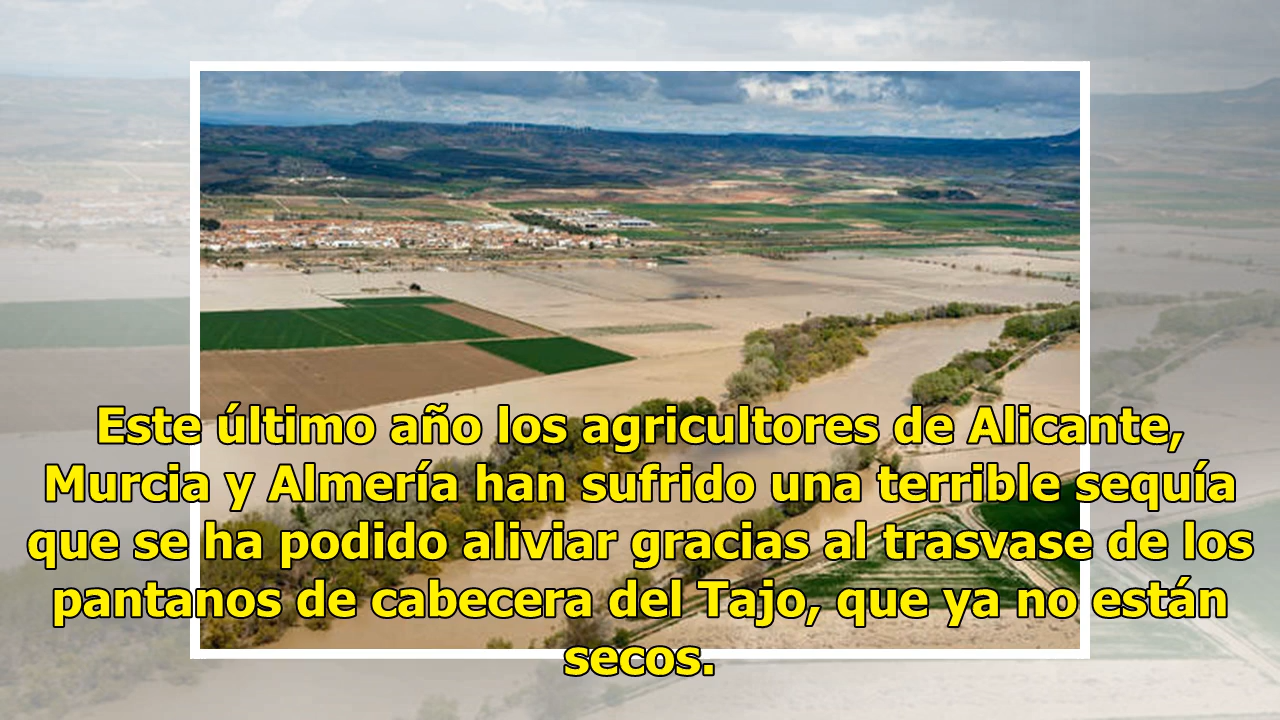 Este último año los agricultores de Alicante,
Murcia y Almería han sufrido una terrible sequía
que se ha podido aliviar gracias al trasvase de los
pantanos de cabecera del Tajo, que ya no están
secos.